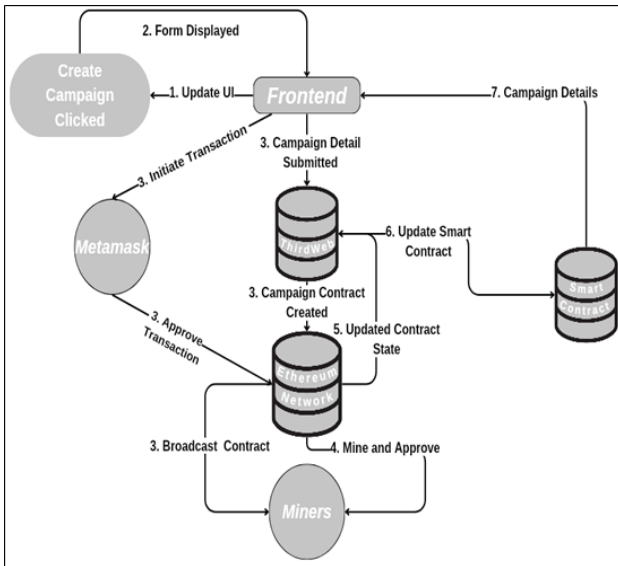 2. Form Displayed
Create
Campaign
Clicked
1. Update UI
Frontend
7. Campaign Details
3. Initiate Transaction
3. Campaign Detail
Submitted
Metamask
ThirdWeb
6. Update Smart
Contract
Smart
Contract
3. Approve
Transaction
3. Campaign Contract
Created
5. Updated Contract
State
Ethereum
Network
3. Broadcast Contract
4. Mine and Approve
Miners